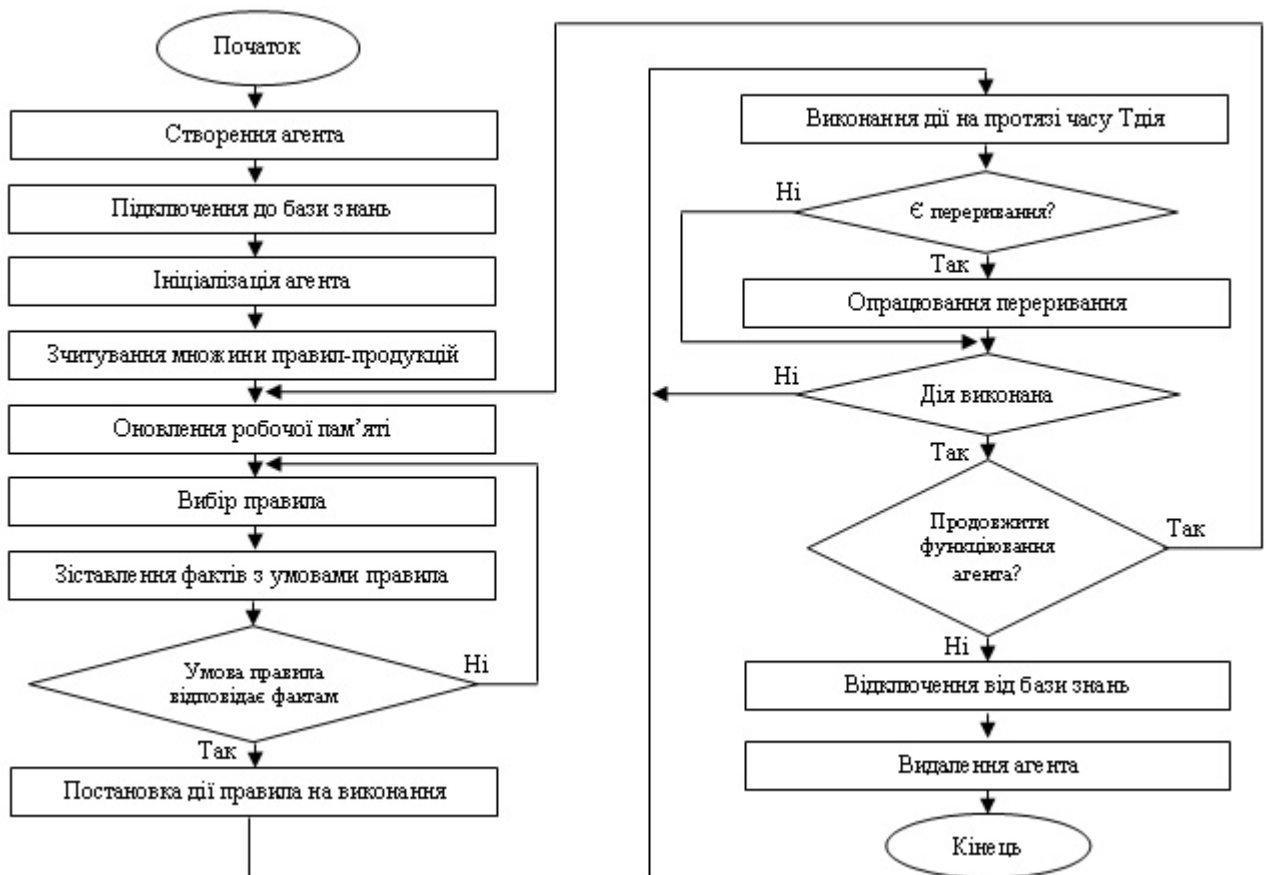 Початок
Створення агента
Підключення до бази знань
Ініціалізація агента
Зчитування множини правил-продукцій
Оновлення робочої пам’яті
Вибір правила
Зіставлення фактів з умовами правила
Умова правила
відповідає фактам
Ні
Так
Постановка дії правила на виконання
Виконання дії на протязі часу Тдія
Ні
Є переривання?
Так
Опрацювання переривання
Ні
Дія виконана
Так
Продовжити
функціювання
агента?
Так
Ні
Відключення від бази знань
Видалення агента
Кінець